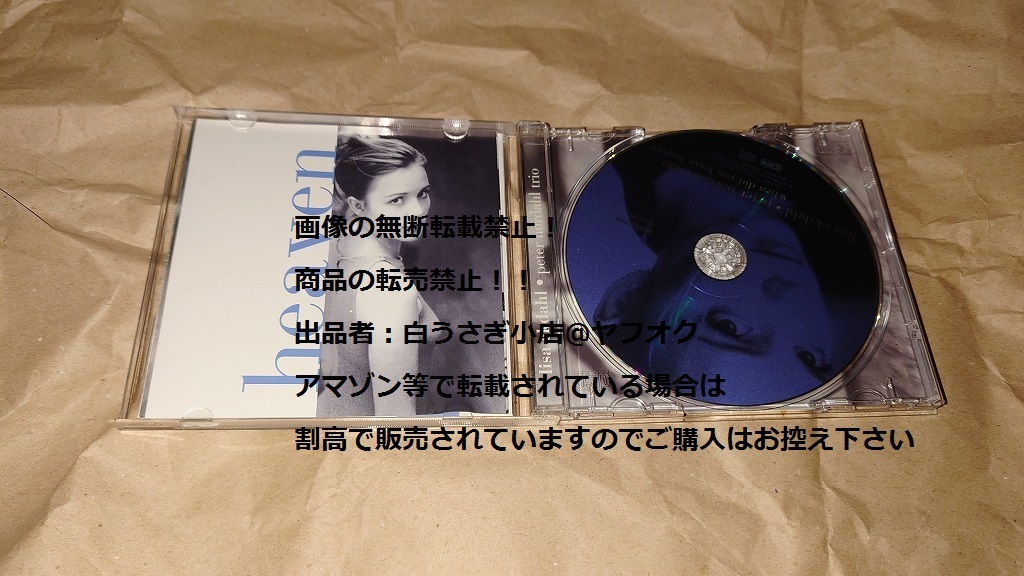 heaven
画像の無断転載禁止！
商品の転売禁止！！
出品者：白うさぎ小店@ヤフオク
アマゾン等で転載されている場合は
割高で販売されていますのでご購入はお控え下さい
lisa dahl • peter dahl trio
lisa ekdahl